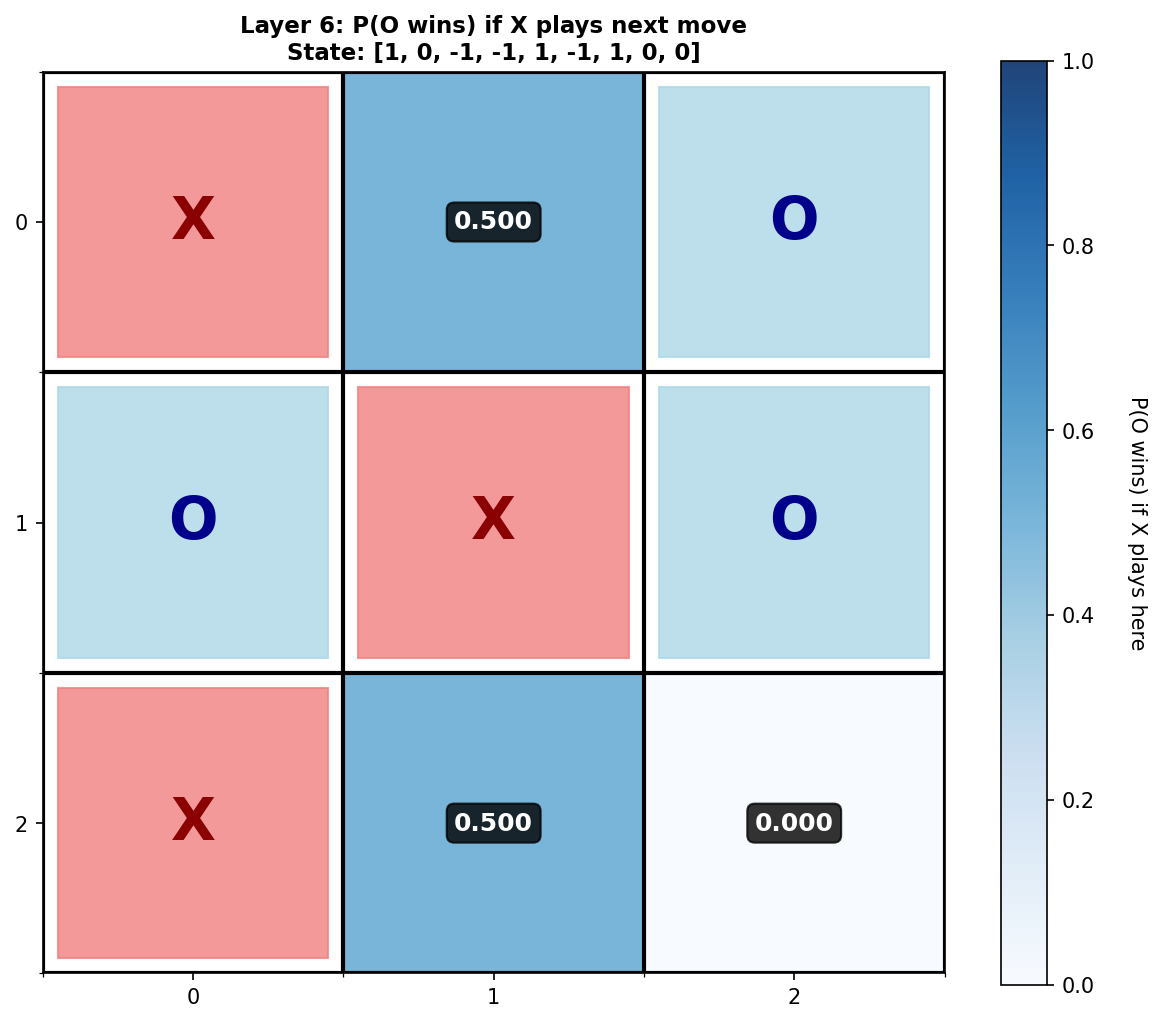 Layer 6: P(O wins) if X plays next move
State: [1, 0, -1, -1, 1, -1, 1, 0, 0]
0
X
0.500
O
1
O
X
O
2
X
0.500
0.000
0
1
2
1.0
0.8
0.6
0.4
0.2
0.0
P(O wins) if X plays here